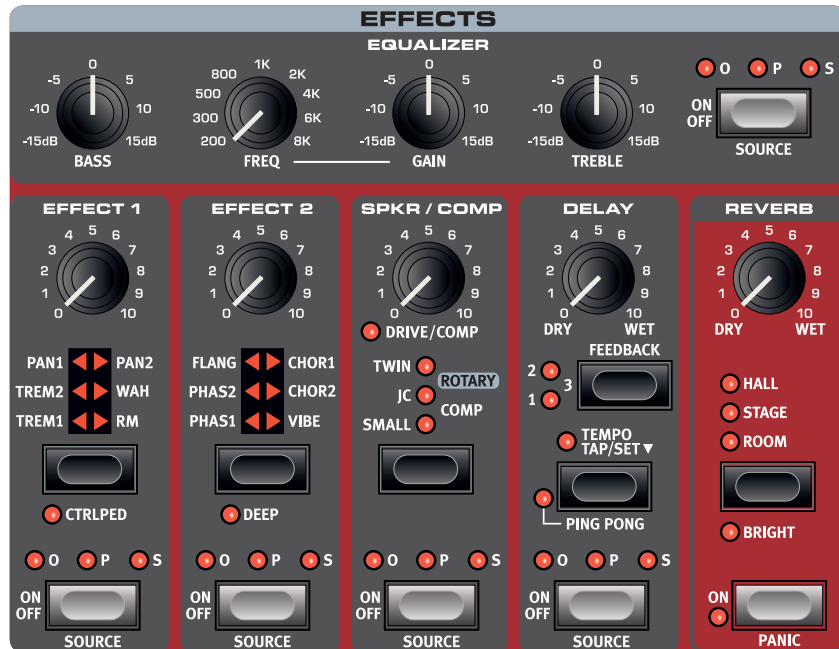 EFFECTS
EQUALIZER
-15dB -10 -5 0 5 10 15dB
BASS
200 300 500 800 1K 2K 4K 6K 8K
FREQ
-15dB -10 -5 0 5 10 15dB
GAIN
-15dB -10 -5 0 5 10 15dB
TREBLE
O P S
ON
OFF
SOURCE
EFFECT 1
0 1 2 3 4 5 6 7 8 9 10
PAN1 PAN2
TREM2 WAH
TREM1 RM
CTRLPED
O P S
ON
OFF
SOURCE
EFFECT 2
0 1 2 3 4 5 6 7 8 9 10
FLANG CHOR1
PHAS2 CHOR2
PHAS1 VIBE
DEEP
O P S
ON
OFF
SOURCE
SPKR / COMP
0 1 2 3 4 5 6 7 8 9 10
DRIVE/COMP
TWIN
ROTARY
JC
COMP
SMALL
O P S
ON
OFF
SOURCE
DELAY
0 1 2 3 4 5 6 7 8 9 10
DRY WET
FEEDBACK
2
3
1
TEMPO
TAP/SET ▼
PING PONG
O P S
ON
OFF
SOURCE
REVERB
0 1 2 3 4 5 6 7 8 9 10
DRY WET
HALL
STAGE
ROOM
BRIGHT
ON
PANIC